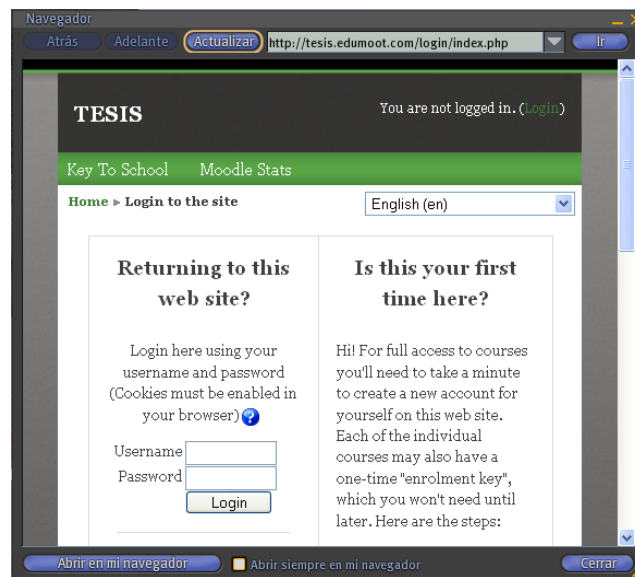 Navegador
Atrás Adelante Actualizar http://tesis.edumoot.com/login/index.php Ir
TESIS
You are not logged in. (Login)
Key To School Moodle Stats
Home ► Login to the site
English (en)
Returning to this
web site?
Login here using your
username and password
(Cookies must be enabled in
your browser) ?
Username
Password
Login
Is this your first
time here?
Hi! For full access to courses
you'll need to take a minute
to create a new account for
yourself on this web site.
Each of the individual
courses may also have a
one-time "enrolment key",
which you won't need until
later. Here are the steps:
Abrir en mi navegador Abrir siempre en mi navegador Cerrar